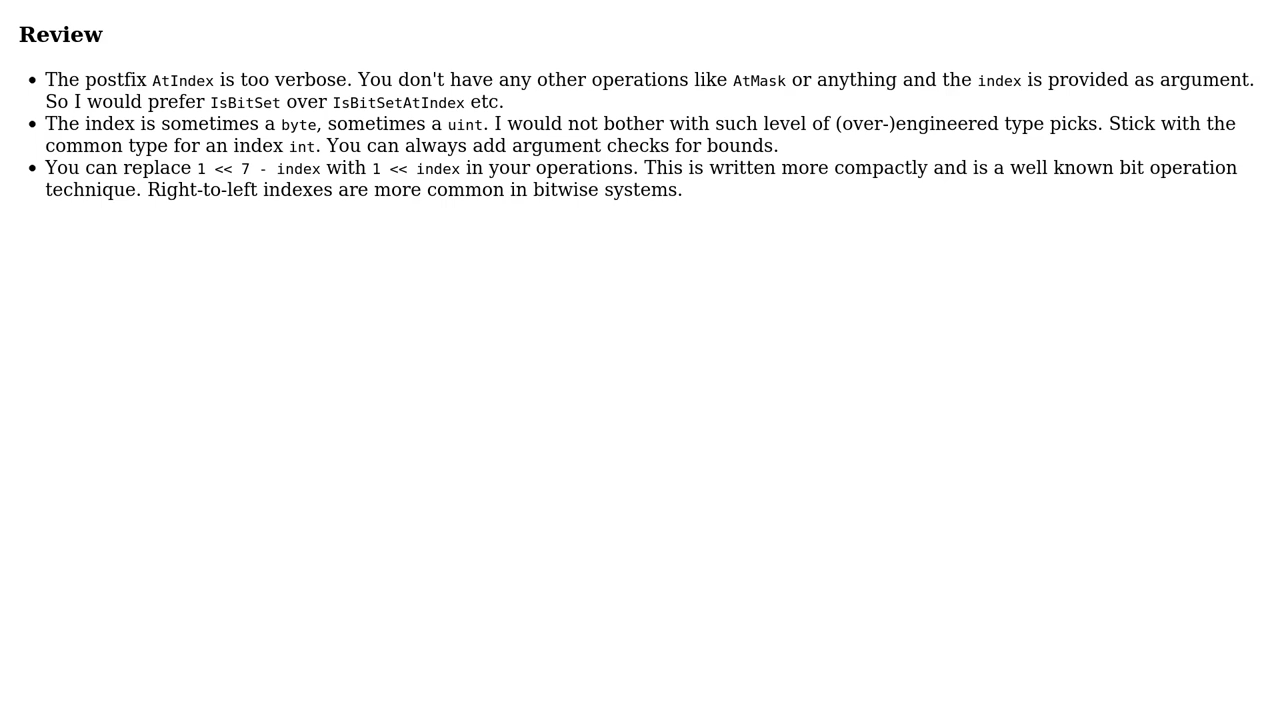 Review
• The postfix AtIndex is too verbose. You don't have any other operations like AtMask or anything and the index is provided as argument.
So I would prefer IsBitSet over IsBitSetAtIndex etc.
• The index is sometimes a byte, sometimes a uint. I would not bother with such level of (over-)engineered type picks. Stick with the
common type for an index int. You can always add argument checks for bounds.
• You can replace 1 << 7 - index with 1 << index in your operations. This is written more compactly and is a well known bit operation
technique. Right-to-left indexes are more common in bitwise systems.